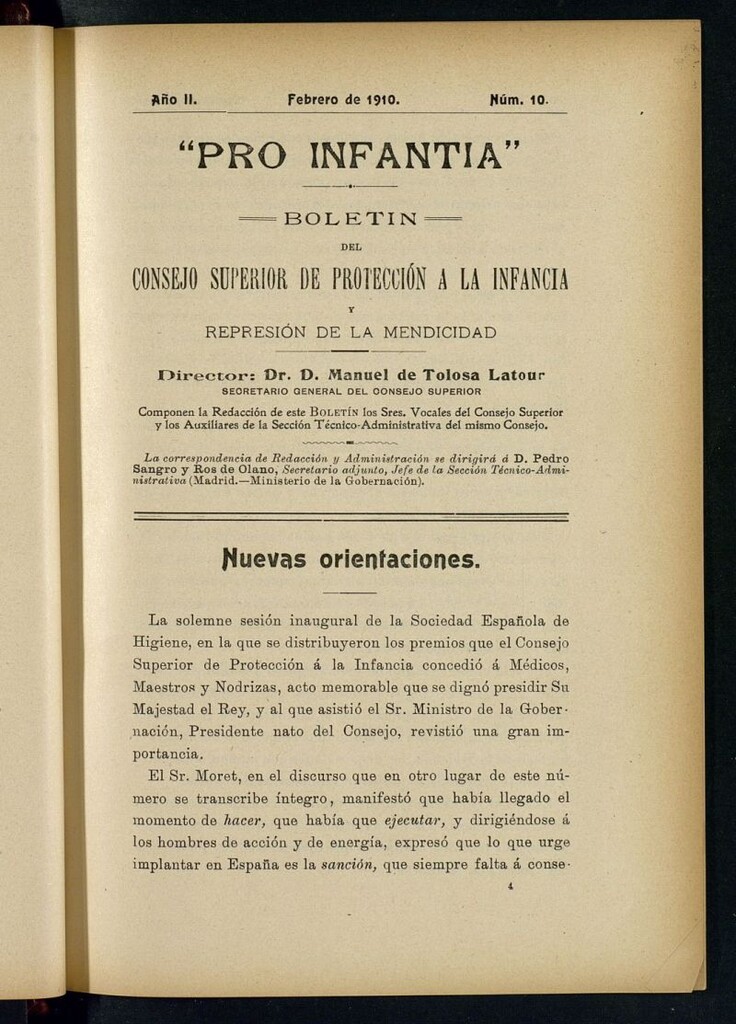 Año II.    Febrero de 1910.    Núm. 10.
"PRO INFANTIA"
BOLETIN
DEL
CONSEJO SUPERIOR DE PROTECCIÓN A LA INFANCIA
Y
REPRESIÓN DE LA MENDICIDAD
Director: Dr. D. Manuel de Tolosa Latour
SECRETARIO GENERAL DEL CONSEJO SUPERIOR
Componen la Redacción de este BOLETÍN los Sres. Vocales del Consejo Superior
y los Auxiliares de la Sección Técnico-Administrativa del mismo Consejo.
La correspondencia de Redacción y Administración se dirigirá á D. Pedro
Sangro y Ros de Olano, Secretario adjunto, Jefe de la Sección Técnico-Admi-
nistrativa (Madrid.—Ministerio de la Gobernación).
Nuevas orientaciones.
La solemne sesión inaugural de la Sociedad Española de
Higiene, en la que se distribuyeron los premios que el Consejo
Superior de Protección á la Infancia concedió á Médicos,
Maestros y Nodrizas, acto memorable que se dignó presidir Su
Majestad el Rey, y al que asistió el Sr. Ministro de la Gober-
nación, Presidente nato del Consejo, revistió una gran im-
portancia.
El Sr. Moret, en el discurso que en otro lugar de este nú-
mero se transcribe íntegro, manifestó que había llegado el
momento de hacer, que había que ejecutar, y dirigiéndose á
los hombres de acción y de energía, expresó que lo que urge
implantar en España es la sanción, que siempre falta á conse-
4